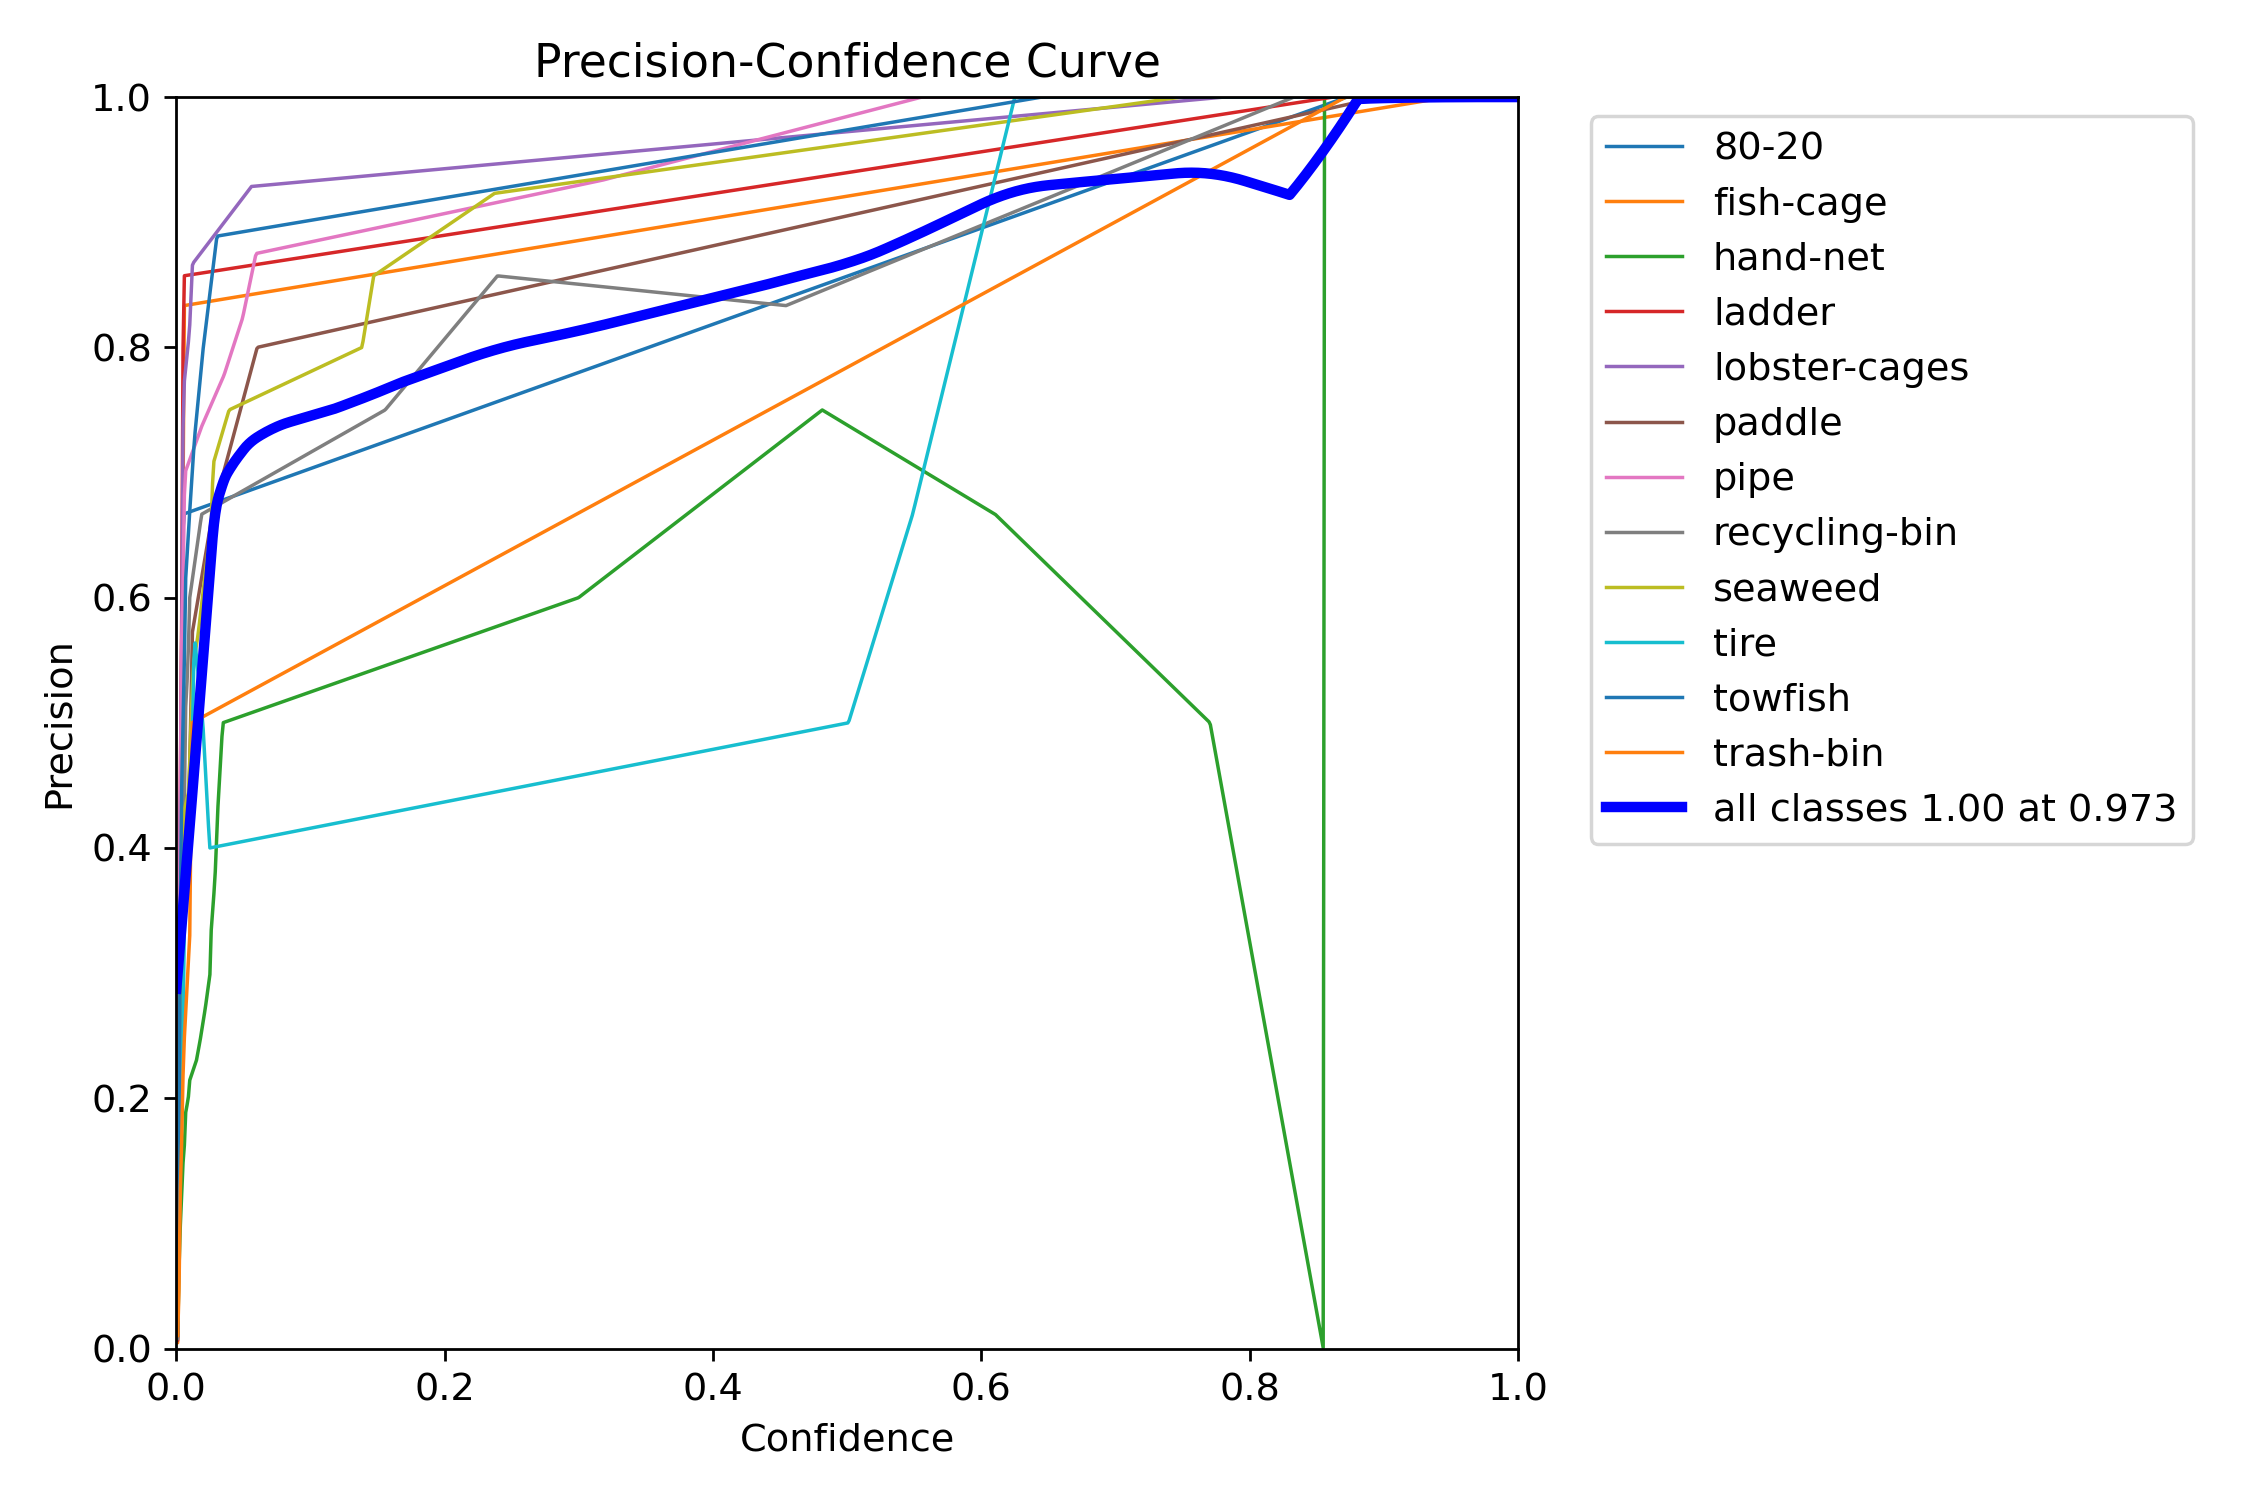 Precision-Confidence Curve
1.0
0.8
0.6
0.4
0.2
0.0
Precision
0.0 0.2 0.4 0.6 0.8 1.0
Confidence
80-20
fish-cage
hand-net
ladder
lobster-cages
paddle
pipe
recycling-bin
seaweed
tire
towfish
trash-bin
all classes 1.00 at 0.973